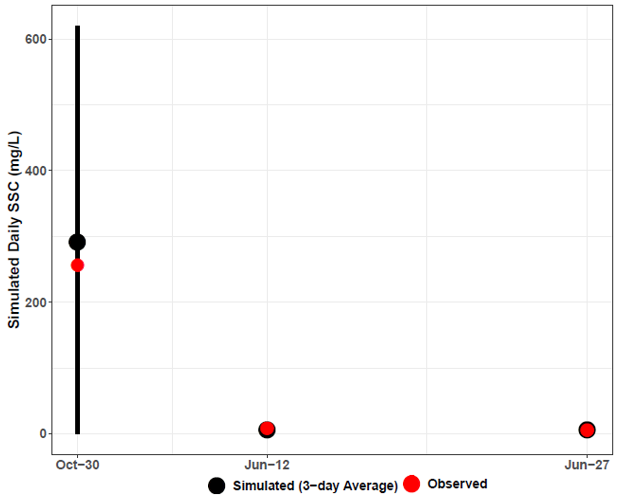 Simulated Daily SSC (mg/L)
600
400
200
0
Oct−30
Jun−12
Jun−27
Simulated (3−day Average)
Observed